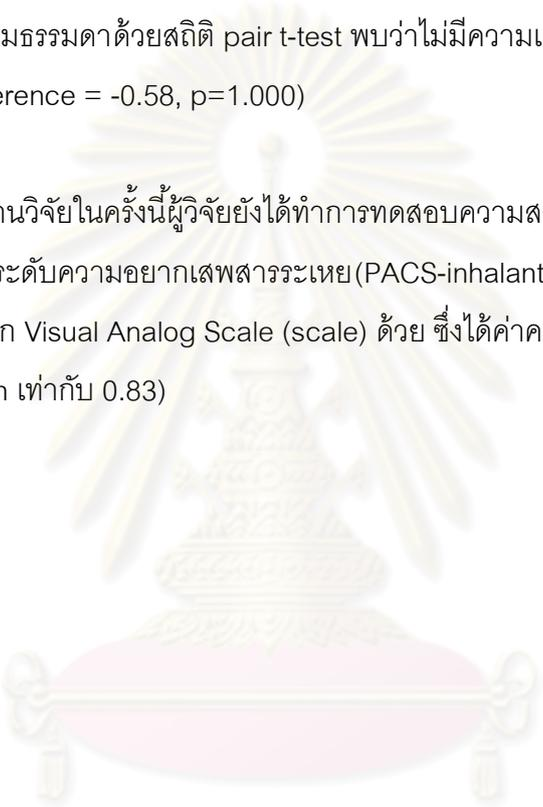 มธรรมดาด้วยสถิติ pair t-test พบว่าไม่มีความ
erence = -0.58, p=1.000)
านวิจัยในครั้งนี้ผู้วิจัยยังได้ทำการทดสอบความส
ระดับความอยากเสพสารระเหย(PACS-inhalant
ก Visual Analog Scale (scale) ด้วย ซึ่งได้ค่าค
n เท่ากับ 0.83)